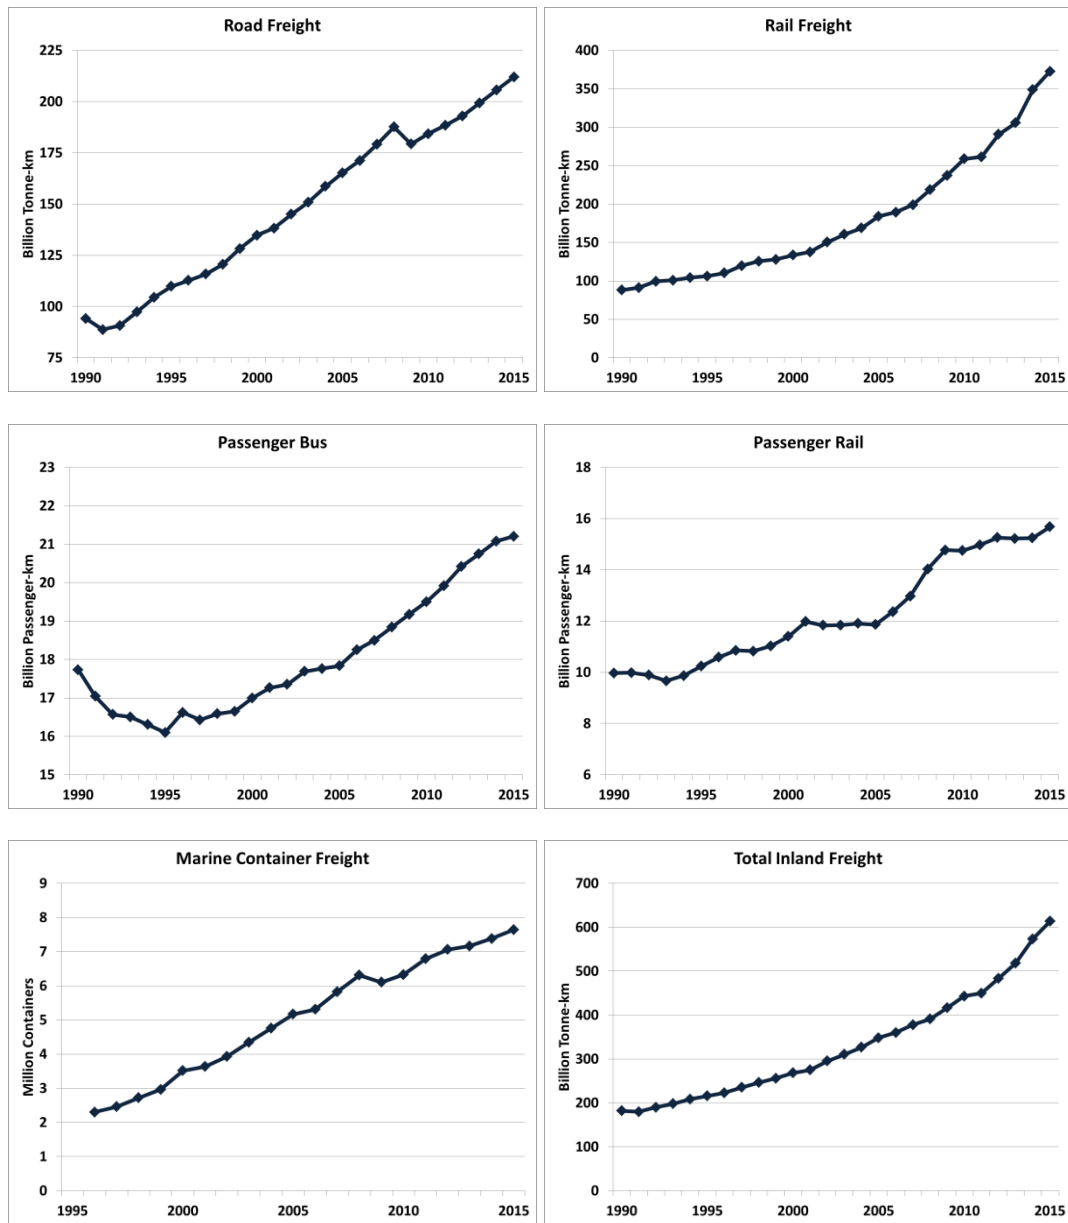 Road Freight
Billion Tonne-km
225
200
175
150
125
100
75
1990 1995 2000 2005 2010 2015
Rail Freight
Billion Tonne-km
400
350
300
250
200
150
100
50
0
1990 1995 2000 2005 2010 2015
Passenger Bus
Billion Passenger-km
23
22
21
20
19
18
17
16
15
1990 1995 2000 2005 2010 2015
Passenger Rail
Billion Passenger-km
18
16
14
12
10
8
6
1990 1995 2000 2005 2010 2015
Marine Container Freight
Million Containers
9
8
7
6
5
4
3
2
1
0
1995 2000 2005 2010 2015
Total Inland Freight
Billion Tonne-km
700
600
500
400
300
200
100
0
1990 1995 2000 2005 2010 2015